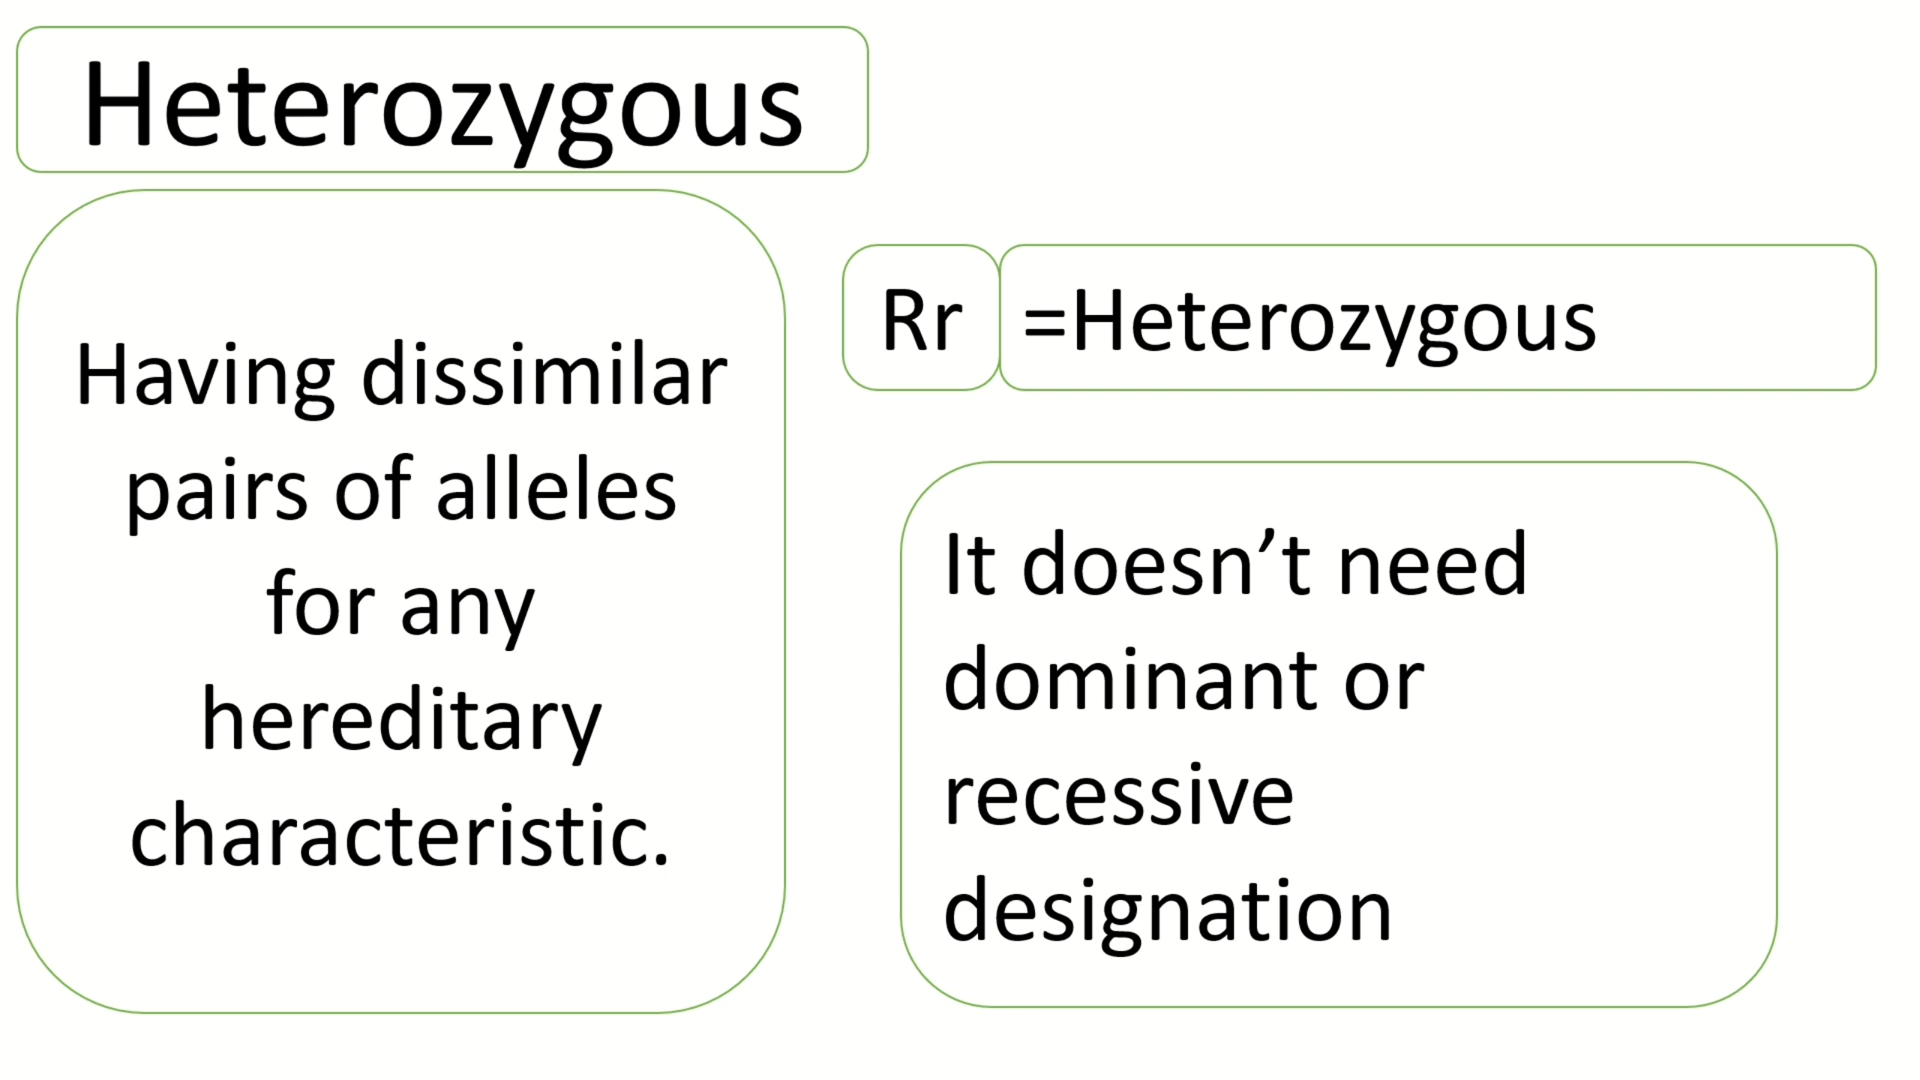 Heterozygous
Having dissimilar
pairs of alleles
for any
hereditary
characteristic.
Rr =Heterozygous
It doesn’t need
dominant or
recessive
designation